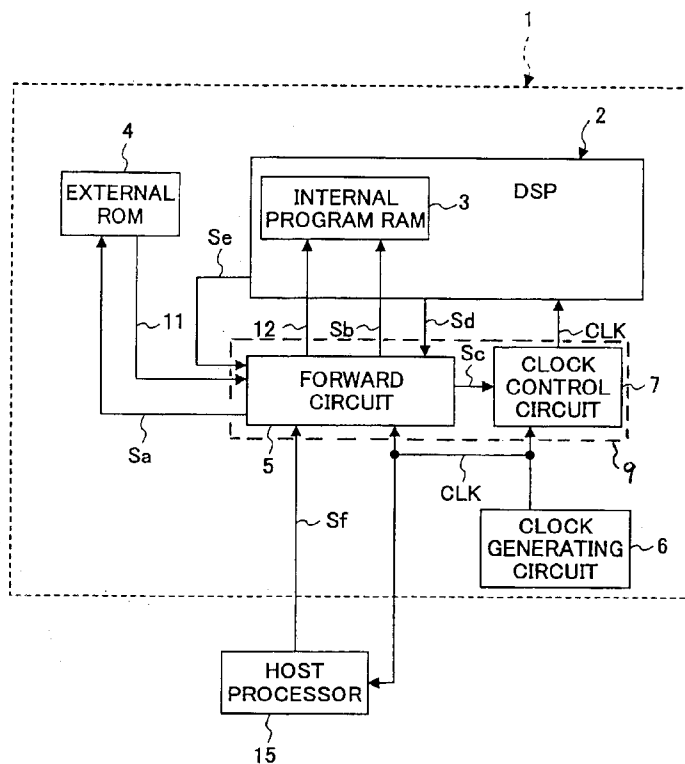 1
4
2
EXTERNAL
ROM
INTERNAL
PROGRAM RAM
3
DSP
Se
11
12
Sb
Sd
CLK
Sc
FORWARD
CIRCUIT
CLOCK
CONTROL
CIRCUIT
7
Sa
5
CLK
9
Sf
CLOCK
GENERATING
CIRCUIT
6
HOST
PROCESSOR
15